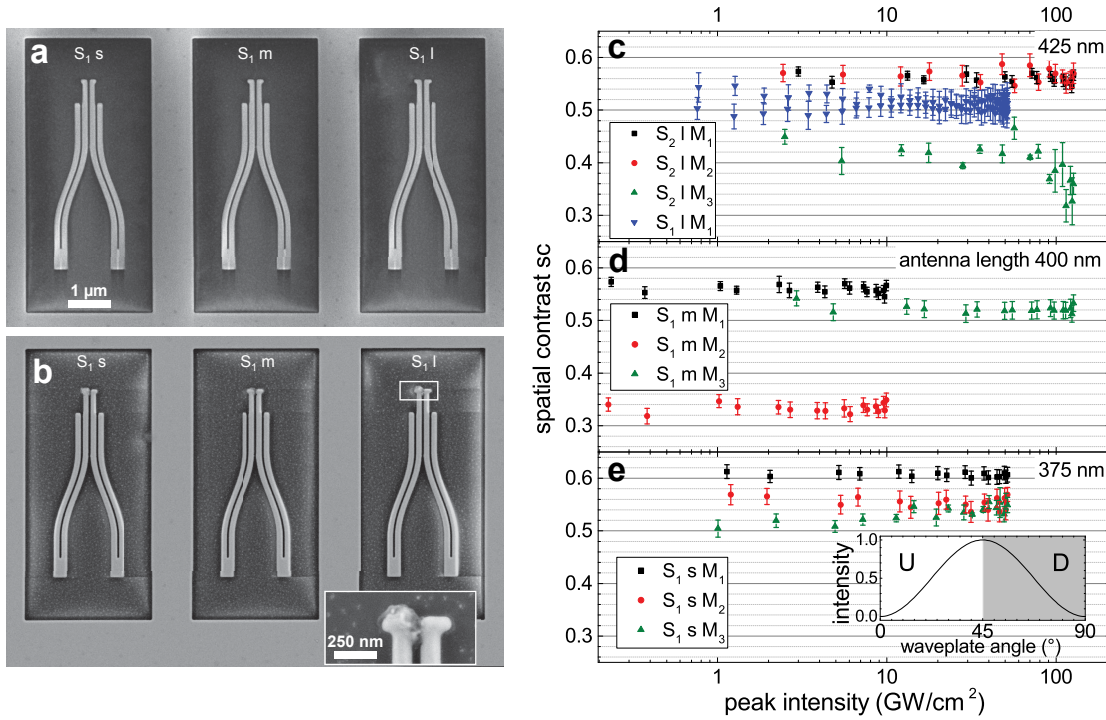 a
S₁ s
S₁ m
S₁ l
1 µm
b
S₁ s
S₁ m
S₁ l
250 nm
peak intensity (GW/cm²)
1
10
100
c
425 nm
0.6
0.5
0.4
0.3
S₂ l M₁
S₂ l M₂
S₂ l M₃
S₁ l M₁
spatial contrast sc
d
antenna length 400 nm
0.6
0.5
0.4
0.3
S₁ m M₁
S₁ m M₂
S₁ m M₃
e
375 nm
0.6
0.5
0.4
0.3
S₁ s M₁
S₁ s M₂
S₁ s M₃
intensity
1.0
0.5
0.0
U
D
0
45
90
waveplate angle (°)
1
10
100
peak intensity (GW/cm²)